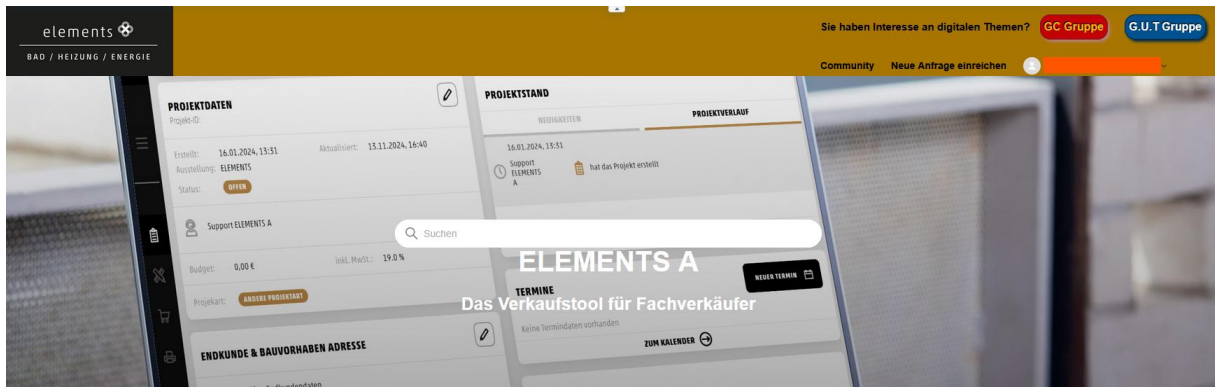 elements
BAD / HEIZUNG / ENERGIE
Sie haben Interesse an digitalen Themen?
GC Gruppe
G.U.T Gruppe
Community
Neue Anfrage einreichen
PROJEKTDATEN
Projekt-ID:
Erstellt: 16.01.2024, 13:31
Aktualisiert: 13.11.2024, 16:40
Ausstellung: ELEMENTS
Status: OFFEN
Support ELEMENTS A
Budget: 0,00 €
inkl. MwSt.: 19.0 %
Projekart: ANDERE PROJEKTART
ENDKUNDE & BAUVORHABEN ADRESSE
PROJEKTSTAND
NEUIGKEITEN
PROJEKTVERLAUF
16.01.2024, 13:31
Support
ELEMENTS
A
hat das Projekt erstellt
Suchen
ELEMENTS A
Das Verkaufstool für Fachverkäufer
TERMINE
NEUER TERMIN
Keine Termindaten vorhanden
ZUM KALENDER